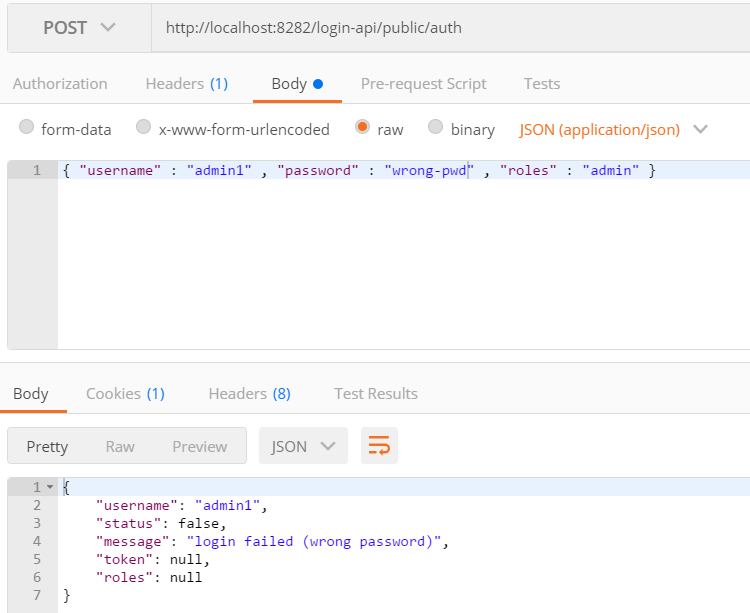 POST http://localhost:8282/login-api/public/auth
Authorization Headers (1) Body Pre-request Script Tests
form-data x-www-form-urlencoded raw binary JSON (application/json)
1 { "username" : "admin1" , "password" : "wrong-pwd" , "roles" : "admin" }
Body Cookies (1) Headers (8) Test Results
Pretty Raw Preview JSON
1 {
2 "username": "admin1",
3 "status": false,
4 "message": "login failed (wrong password)",
5 "token": null,
6 "roles": null
7 }